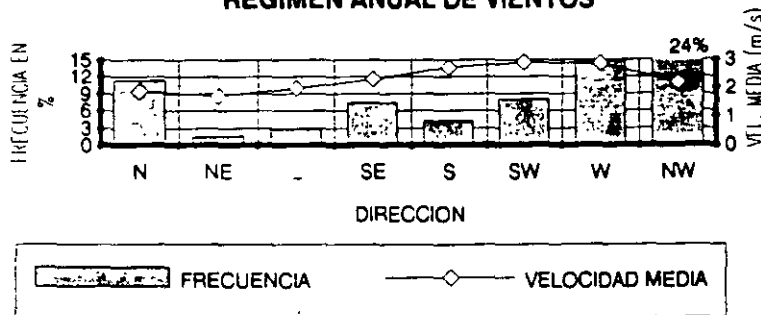 REGIMEN ANUAL DE VIENTOS
FRECUENCIA EN
%
15
12
9
6
3
0
24%
3
2
1
0
VEL. MEDIA (m/s)
N NE _ SE S SW W NW
DIRECCION
FRECUENCIA VELOCIDAD MEDIA